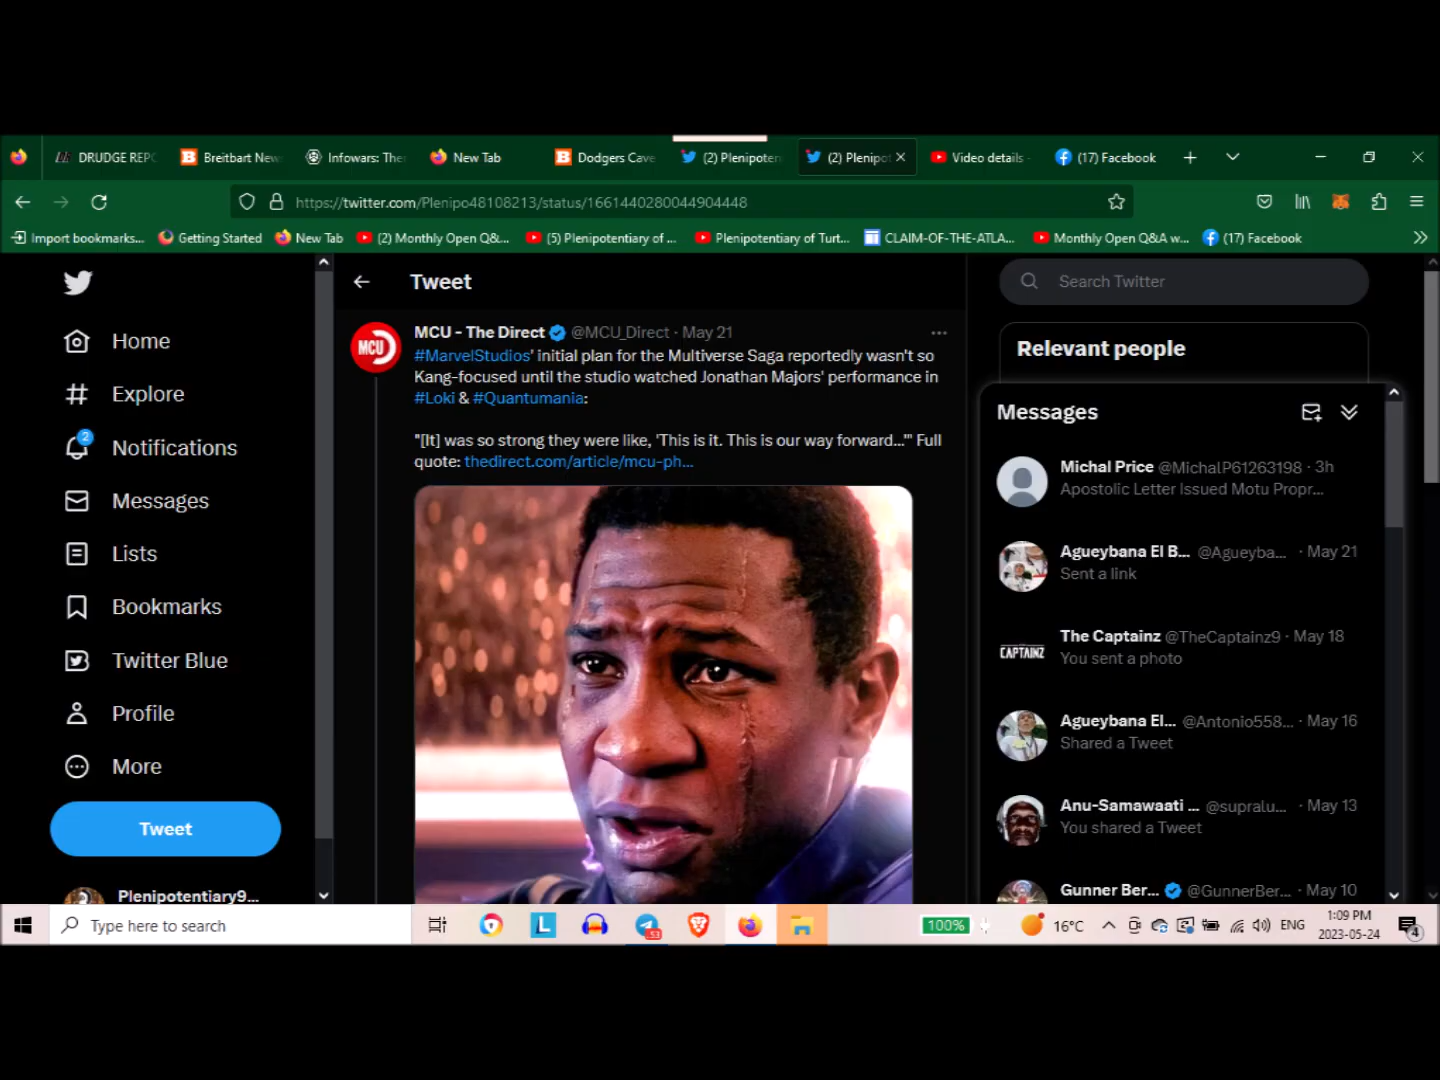 DRUDGE REPO
Breitbart New
Infowars: The
New Tab
Dodgers Cave
(2) Plenipoten
(2) Plenipot
Video details -
(17) Facebook
https://twitter.com/Plenipo48108213/status/1661440280044904448
Import bookmarks...
Getting Started
New Tab
(2) Monthly Open Q&...
(5) Plenipotentiary of ...
Plenipotentiary of Turt...
CLAIM-OF-THE-ATLA...
Monthly Open Q&A w...
(17) Facebook
Home
Explore
2
Notifications
Messages
Lists
Bookmarks
Twitter Blue
Profile
More
Tweet
Plenipotentiary9...
Tweet
MCU
MCU - The Direct @MCU_Direct · May 21
#MarvelStudios' initial plan for the Multiverse Saga reportedly wasn't so
Kang-focused until the studio watched Jonathan Majors' performance in
#Loki & #Quantumania:
"[It] was so strong they were like, 'This is it. This is our way forward...'" Full
quote: thedirect.com/article/mcu-ph...
Search Twitter
Relevant people
Messages
Michal Price @MichalP61263198 · 3h
Apostolic Letter Issued Motu Propr...
Agueybana El B... @Agueyba... · May 21
Sent a link
The Captainz @TheCaptainz9 · May 18
You sent a photo
CAPTAINZ
Agueybana El... @Antonio558... · May 16
Shared a Tweet
Anu-Samawaati ... @supralu... · May 13
You shared a Tweet
Gunner Ber... @GunnerBer... · May 10
Type here to search
L
53
100%
16°C
ENG
1:09 PM
2023-05-24
4